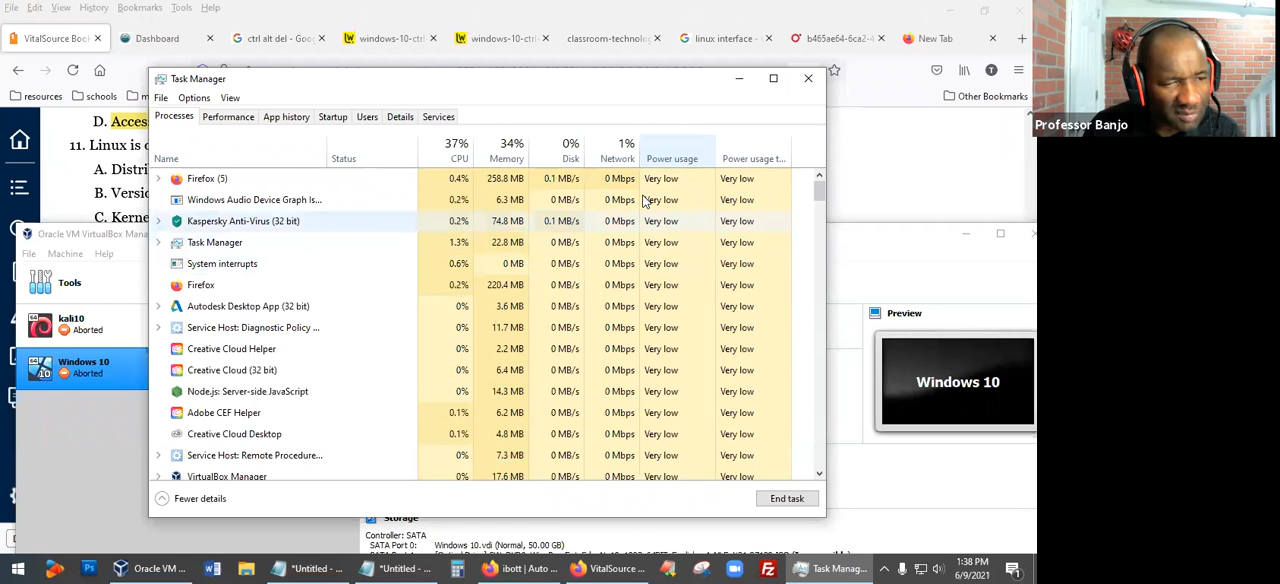 File Edit View History Bookmarks Tools Help
VitalSource Book
Dashboard
ctrl alt del - Goo
windows-10-ctrl
windows-10-ctrl-
classroom-technolog
linux interface -
b465ae64-6ca2-4
New Tab
resources
schools
Other Bookmarks
D. Acces
11. Linux is o
A. Distri
B. Versio
C. Kerne
Task Manager
File Options View
Processes Performance App history Startup Users Details Services
37% 34% 0% 1%
Name Status CPU Memory Disk Network Power usage Power usage t...
Firefox (5) 0.4% 258.8 MB 0.1 MB/s 0 Mbps Very low Very low
Windows Audio Device Graph Is... 0.2% 6.3 MB 0 MB/s 0 Mbps Very low Very low
Kaspersky Anti-Virus (32 bit) 0.2% 74.8 MB 0.1 MB/s 0 Mbps Very low Very low
Task Manager 1.3% 22.8 MB 0 MB/s 0 Mbps Very low Very low
System interrupts 0.6% 0 MB 0 MB/s 0 Mbps Very low Very low
Firefox 0.2% 220.4 MB 0 MB/s 0 Mbps Very low Very low
Autodesk Desktop App (32 bit) 0% 3.6 MB 0 MB/s 0 Mbps Very low Very low
Service Host: Diagnostic Policy ... 0% 11.7 MB 0 MB/s 0 Mbps Very low Very low
Creative Cloud Helper 0% 2.2 MB 0 MB/s 0 Mbps Very low Very low
Creative Cloud (32 bit) 0% 6.4 MB 0 MB/s 0 Mbps Very low Very low
Node.js: Server-side JavaScript 0% 14.3 MB 0 MB/s 0 Mbps Very low Very low
Adobe CEF Helper 0.1% 6.2 MB 0 MB/s 0 Mbps Very low Very low
Creative Cloud Desktop 0.1% 4.8 MB 0 MB/s 0 Mbps Very low Very low
Service Host: Remote Procedure... 0% 7.3 MB 0 MB/s 0 Mbps Very low Very low
VirtualBox Manager 0% 17.6 MB 0 MB/s 0 Mbps Very low Very low
Fewer details
End task
Oracle VM VirtualBox Mana
File Machine Help
Tools
kali10
Aborted
Windows 10
Aborted
Preview
Windows 10
Storage
Controller: SATA
SATA Port 0: Windows 10.vdi (Normal, 50.00 GB)
Oracle VM ...
*Untitled - ...
*Untitled - ...
ibott | Auto ...
VitalSource ...
Task Manag...
1:38 PM
6/9/2021
Professor Banjo